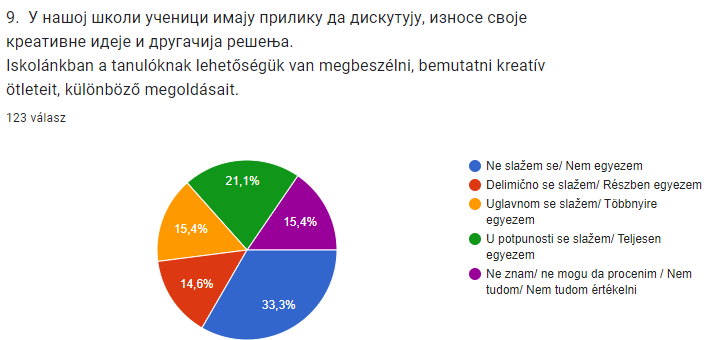 9. У нашој школи ученици имају прилику да дискутују, износе своје
креативне идеје и другачија решења.
Iskolánkban a tanulóknak lehetőségük van megbeszélni, bemutatni kreatív
ötleteit, különböző megoldásait.
123 válasz
21,1%
15,4%
15,4%
14,6%
33,3%
Ne slažem se/ Nem egyezem
Delimično se slažem/ Részben egyezem
Uglavnom se slažem/ Többnyire
egyezem
U potpunosti se slažem/ Teljesen
egyezem
Ne znam/ ne mogu da procenim / Nem
tudom/ Nem tudom értékelni